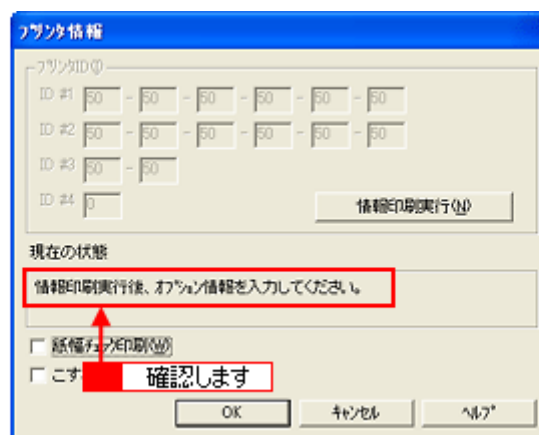 プリンタ情報
プリンタID(I)
ID #1 50 - 50 - 50 - 50 - 50 - 50
ID #2 50 - 50 - 50 - 50 - 50 - 50
ID #3 50 - 50
ID #4 0
情報印刷実行(N)
現在の状態
情報印刷実行後、オプション情報を入力してください。
紙幅チェック印刷(W)
こす
確認します
OK キャンセル ヘルプ